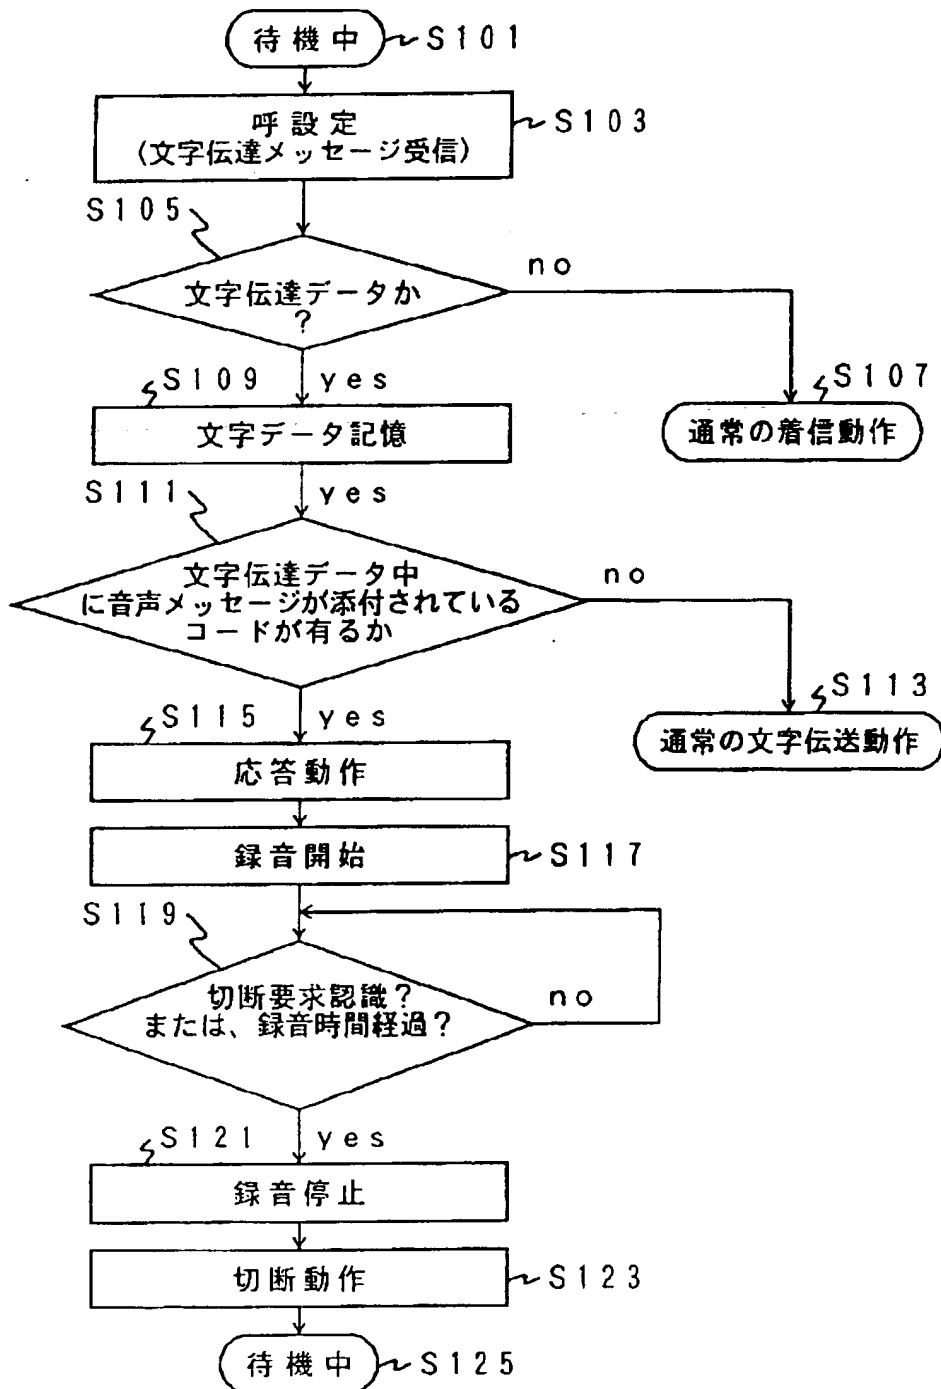 待機中 S101
呼設定 S103
(文字伝達メッセージ受信)
S105
no
文字伝達データか
?
S109 yes
S107
文字データ記憶
通常の着信動作
S111 yes
文字伝達データ中
no
に音声メッセージが添付されている
コードが有るか
S113
S115 yes
通常の文字伝送動作
応答動作
録音開始 S117
S119
切断要求認識?
no
または、録音時間経過?
S121 yes
録音停止
切断動作 S123
待機中 S125